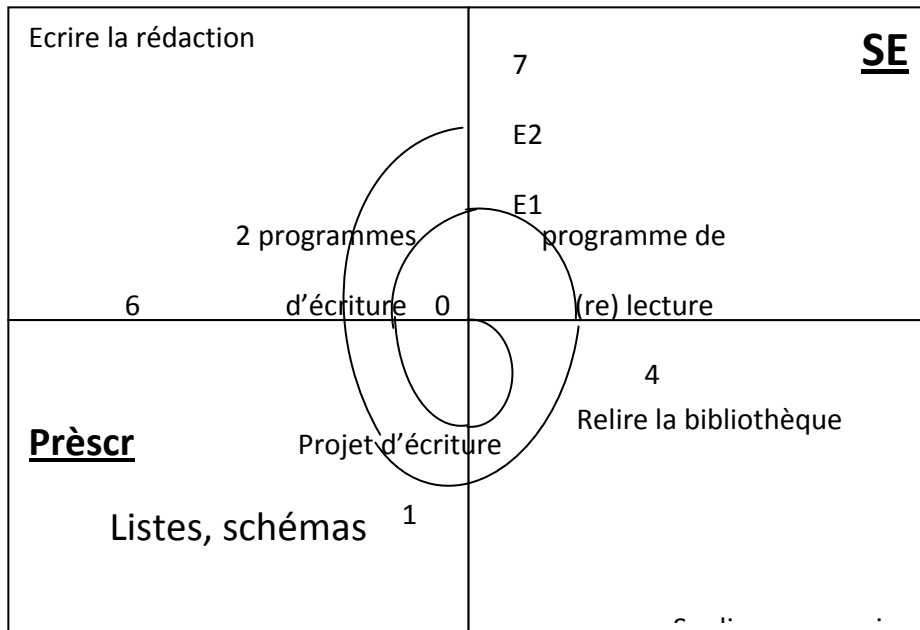 Ecrire la rédaction
SE
7
E2
E1
2 programmes
programme de
6
d'écriture
0
(re) lecture
4
Relire la bibliothèque
Prèscr
Projet d'écriture
1
Listes, schémas